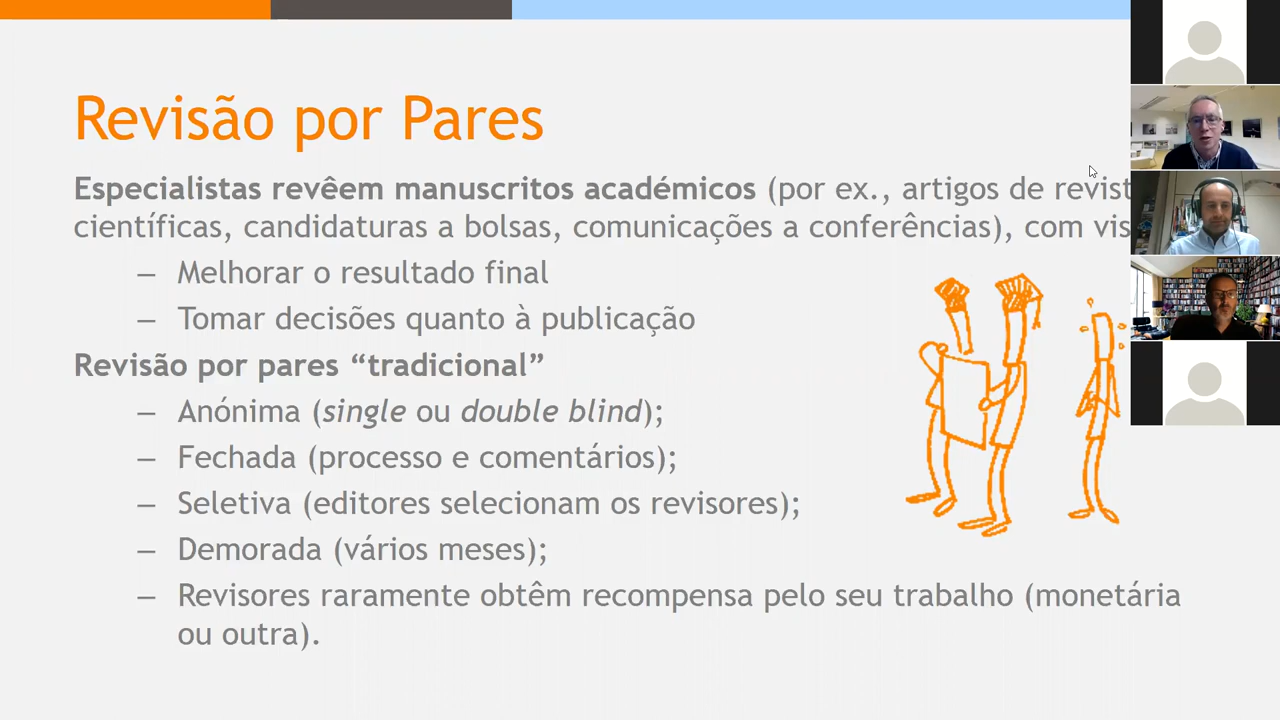 Revisão por Pares
Especialistas revêem manuscritos académicos (por ex., artigos de revist
científicas, candidaturas a bolsas, comunicações a conferências), com vis
– Melhorar o resultado final
– Tomar decisões quanto à publicação
Revisão por pares “tradicional”
– Anónima (single ou double blind);
– Fechada (processo e comentários);
– Seletiva (editores selecionam os revisores);
– Demorada (vários meses);
– Revisores raramente obtêm recompensa pelo seu trabalho (monetária
ou outra).